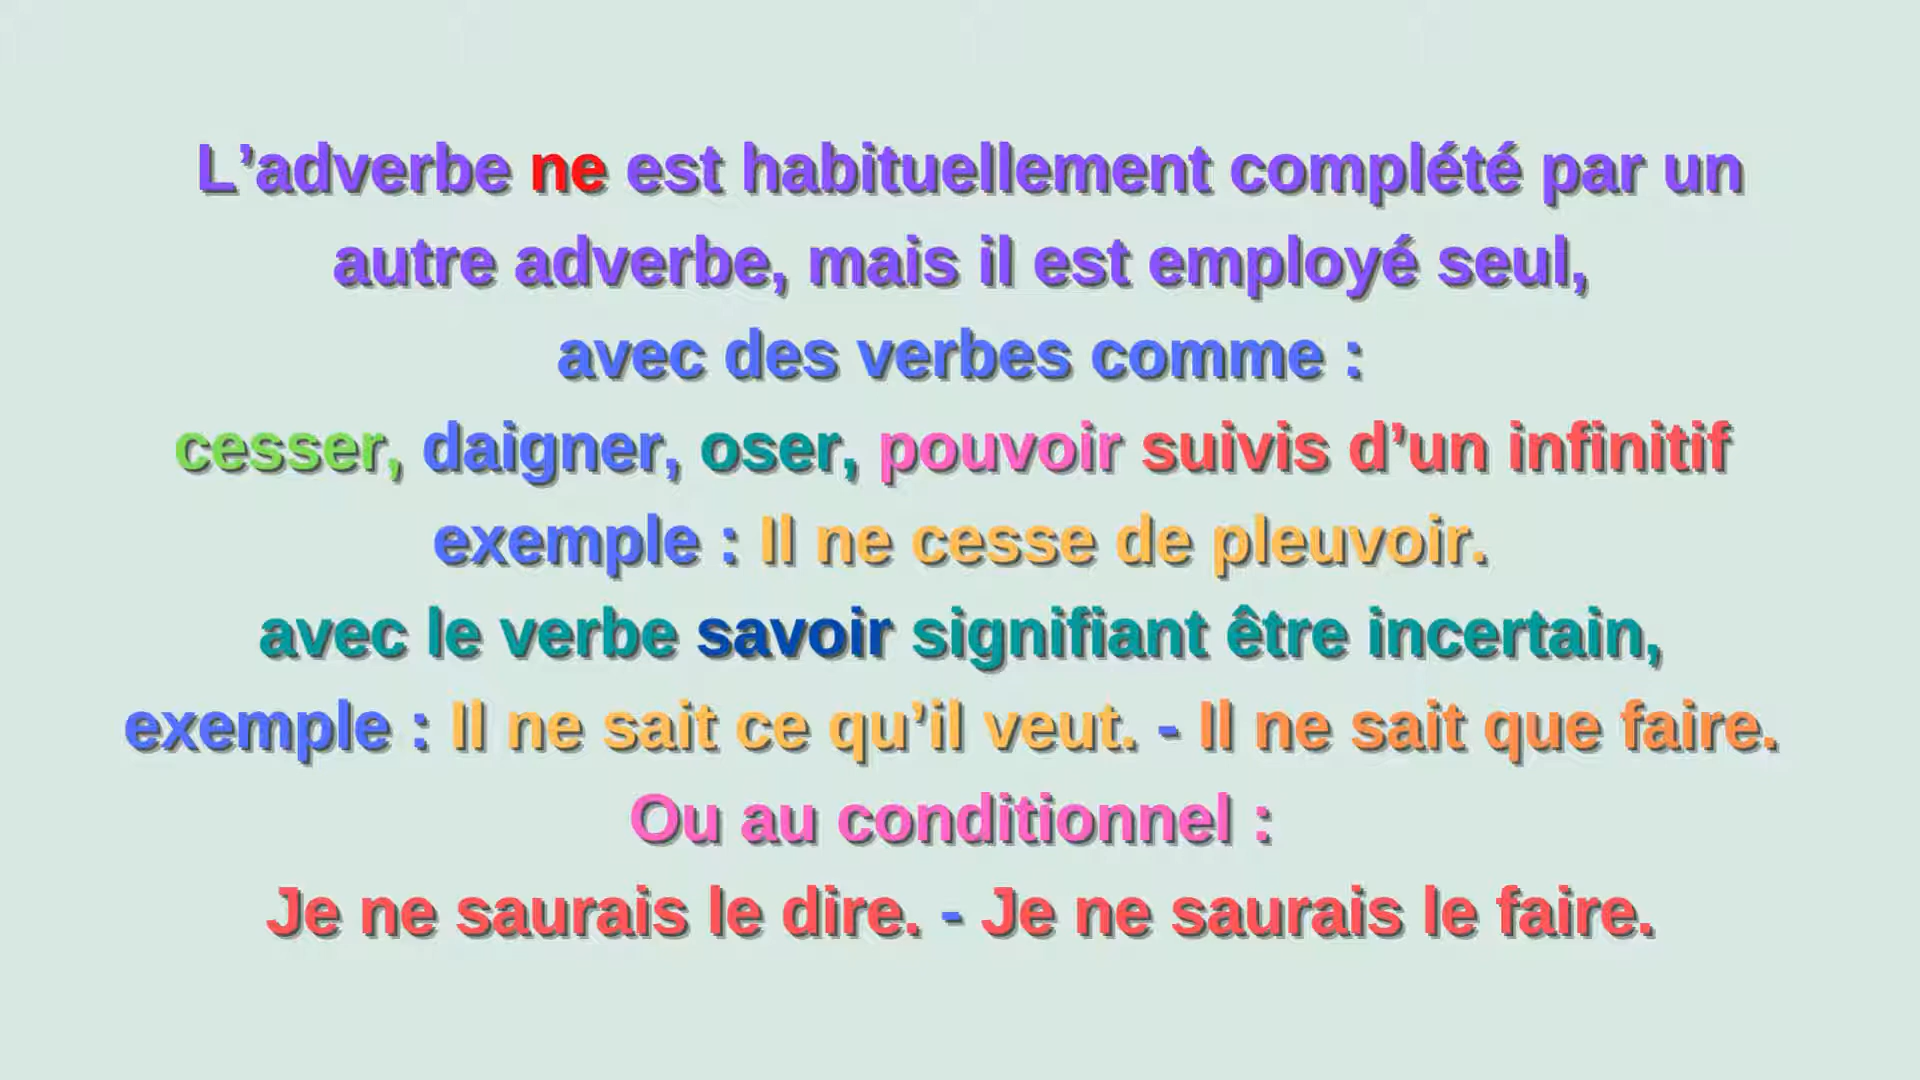 L’adverbe ne est habituellement complété par un
autre adverbe, mais il est employé seul,
avec des verbes comme :
cesser, daigner, oser, pouvoir suivis d’un infinitif
exemple : Il ne cesse de pleuvoir.
avec le verbe savoir signifiant être incertain,
exemple : Il ne sait ce qu’il veut. - Il ne sait que faire.
Ou au conditionnel :
Je ne saurais le dire. - Je ne saurais le faire.